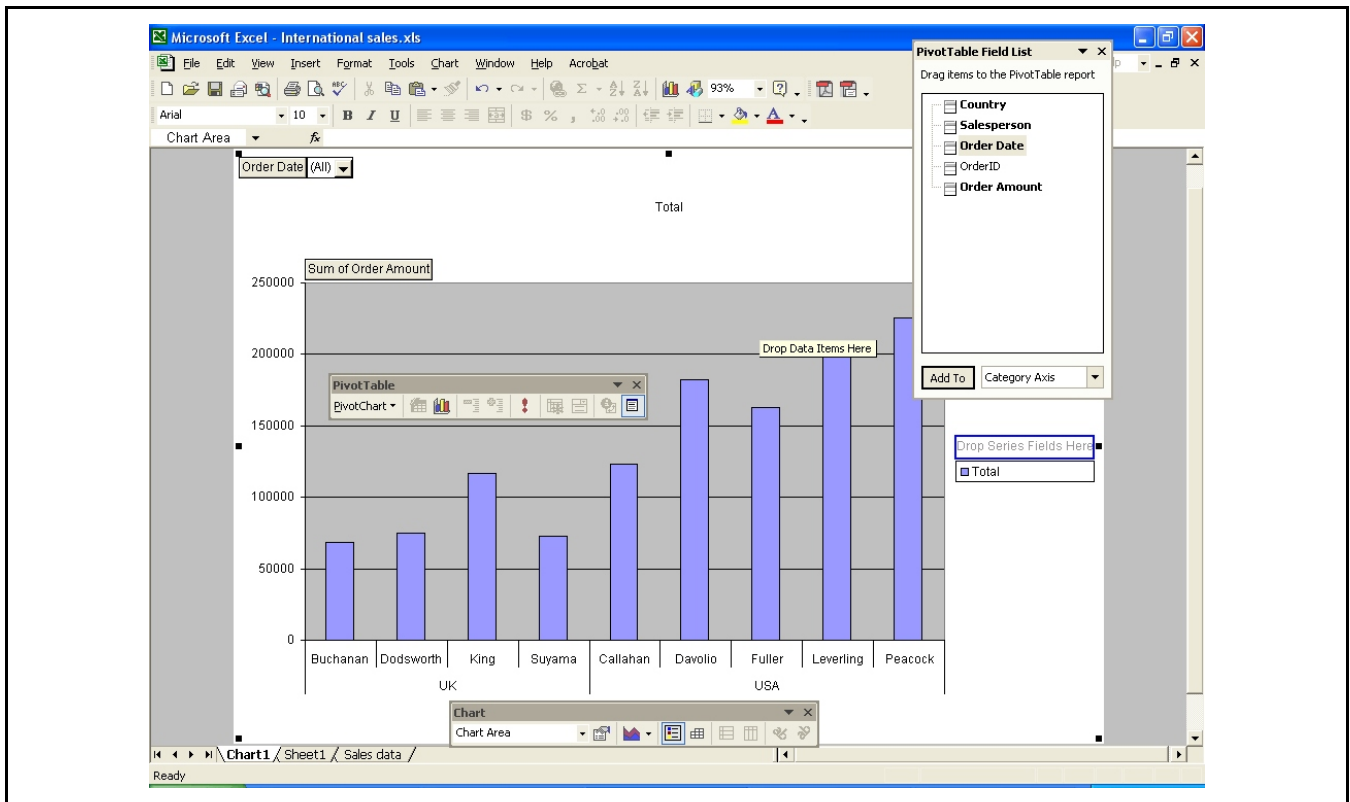 Microsoft Excel - International sales.xls
File Edit View Insert Format Tools Chart Window Help Acrobat
93%
Arial 10 B I U $ % ,
Chart Area fx
PivotTable Field List
Drag items to the PivotTable report
Country
Salesperson
Order Date
OrderID
Order Amount
Add To Category Axis
Order Date (All)
Total
Sum of Order Amount
250000
200000
150000
100000
50000
0
Drop Data Items Here
PivotTable
PivotChart
Drop Series Fields Here
Total
Buchanan Dodsworth King Suyama Callahan Davolio Fuller Leverling Peacock
UK USA
Chart
Chart Area
Chart1 Sheet1 Sales data
Ready